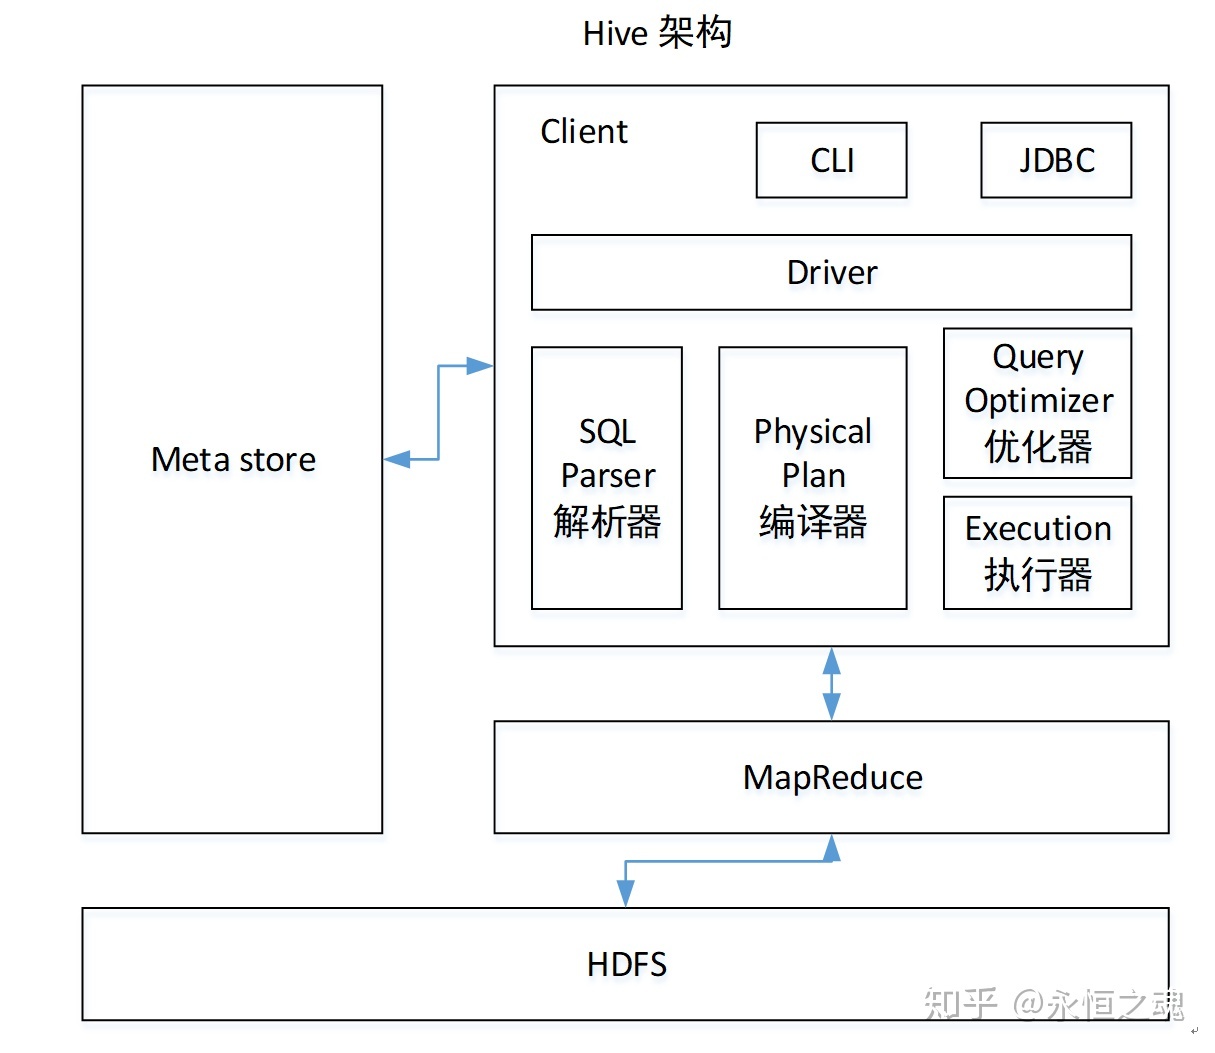 Hive 架构
Client
CLI
JDBC
Driver
Meta store
SQL
Parser
解析器
Physical
Plan
编译器
Query
Optimizer
优化器
Execution
执行器
MapReduce
HDFS
知乎 @永恒之魂